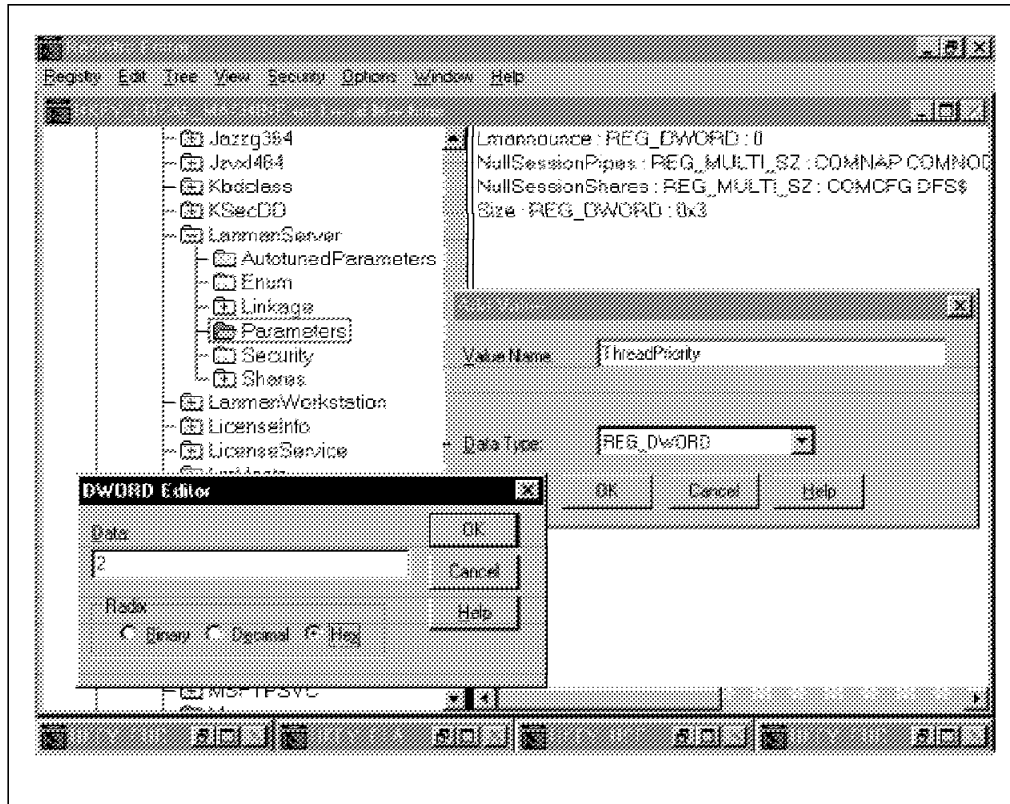 Registry Edit Tree View Security Options Window Help
Jazzg364
Jzvxl484
Kbdclass
KSecDD
LanmanServer
AutotunedParameters
Enum
Linkage
Parameters
Security
Shares
LanmanWorkstation
LicenseInfo
LicenseService
Lmannounce : REG_DWORD : 0
NullSessionPipes : REG_MULTI_SZ : COMNAP COMNOD
NullSessionShares : REG_MULTI_SZ : COMCFG DFS$
Size : REG_DWORD : 0x3
Value Name:
ThreadPriority
Data Type:
REG_DWORD
OK Cancel Help
DWORD Editor
Data:
2
OK
Cancel
Help
Radix
Binary Decimal Hex
MSFTPSVC